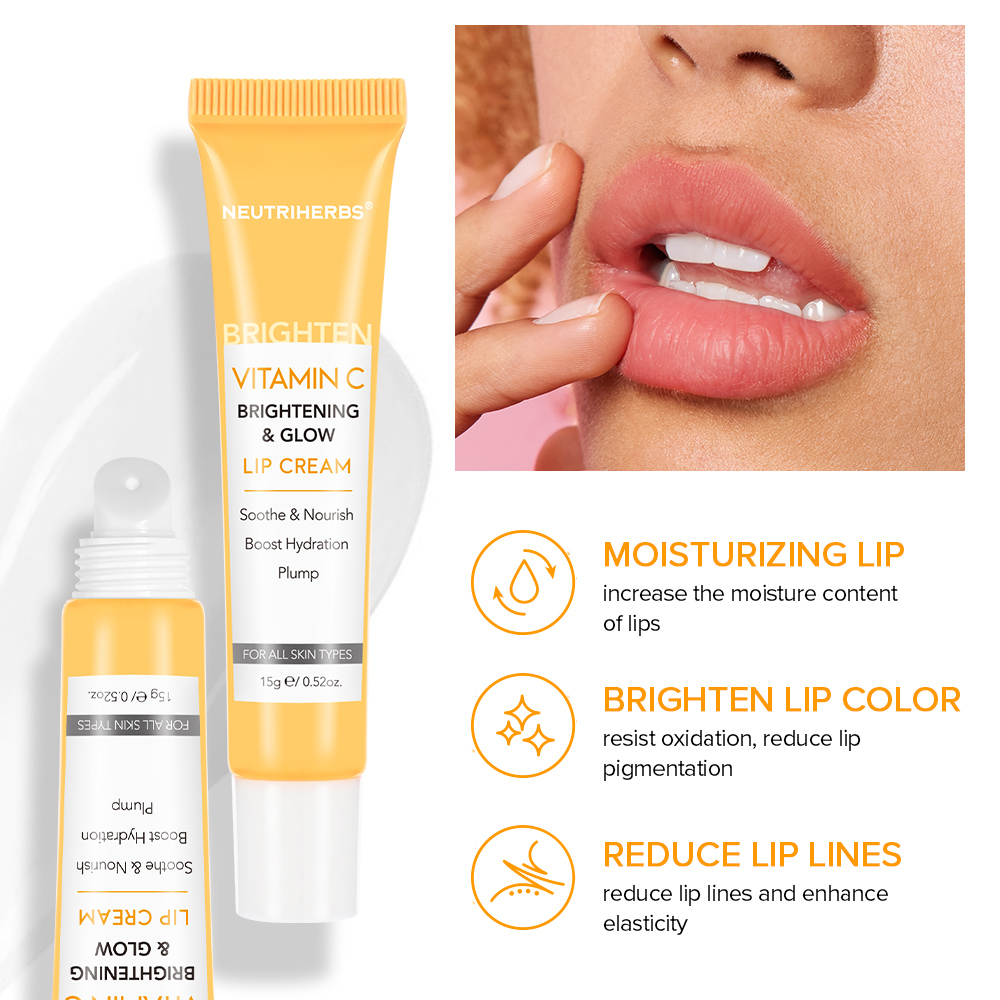 NEUTRIHERBS®
BRIGHTEN
VITAMIN C
BRIGHTENING
& GLOW
LIP CREAM
Soothe & Nourish
Boost Hydration
Plump
FOR ALL SKIN TYPES
15g ℮/ 0.52oz.
15g ℮/ 0.52oz.
FOR ALL SKIN TYPES
Plump
Boost Hydration
Soothe & Nourish
LIP CREAM
& GLOW
BRIGHTENING
MOISTURIZING LIP
increase the moisture content
of lips
BRIGHTEN LIP COLOR
resist oxidation, reduce lip
pigmentation
REDUCE LIP LINES
reduce lip lines and enhance
elasticity